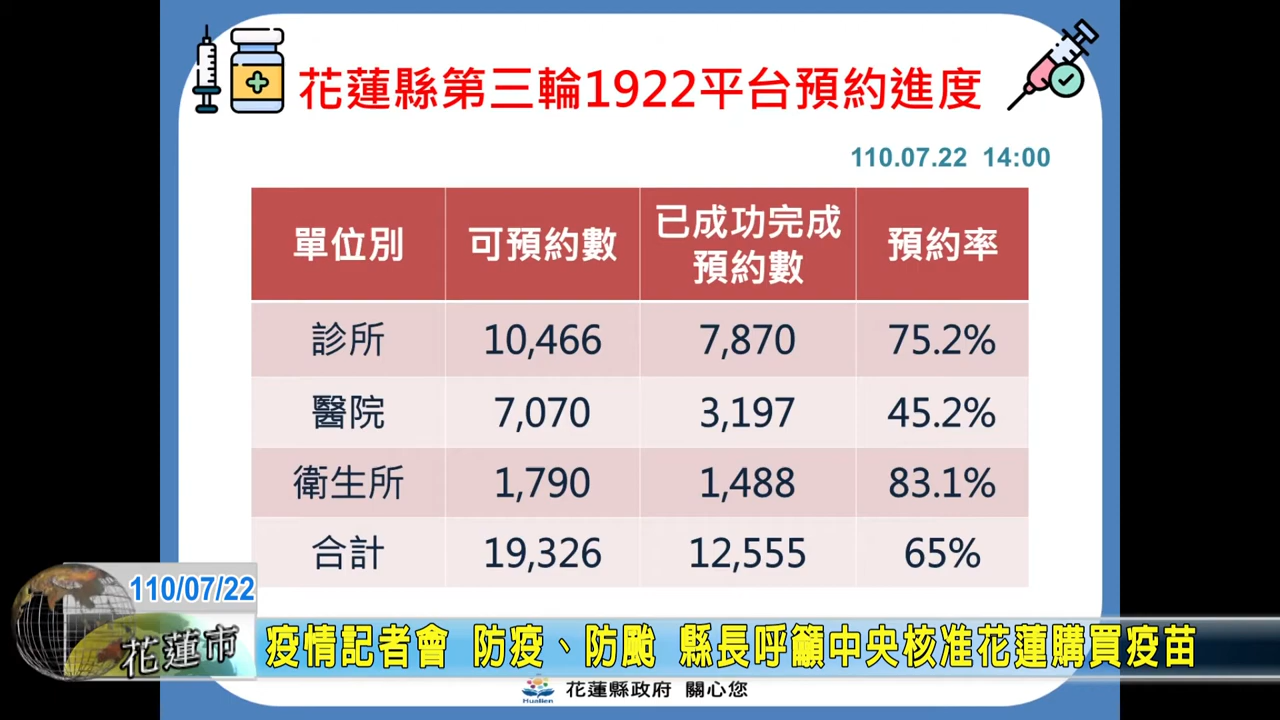 花蓮縣第三輪1922平台預約進度
110.07.22 14:00
單位別 可預約數 已成功完成預約數 預約率
診所 10,466 7,870 75.2%
醫院 7,070 3,197 45.2%
衛生所 1,790 1,488 83.1%
合計 19,326 12,555 65%
110/07/22
花蓮市
疫情記者會 防疫、防颱 縣長呼籲中央核准花蓮購買疫苗
Hualien
花蓮縣政府 關心您